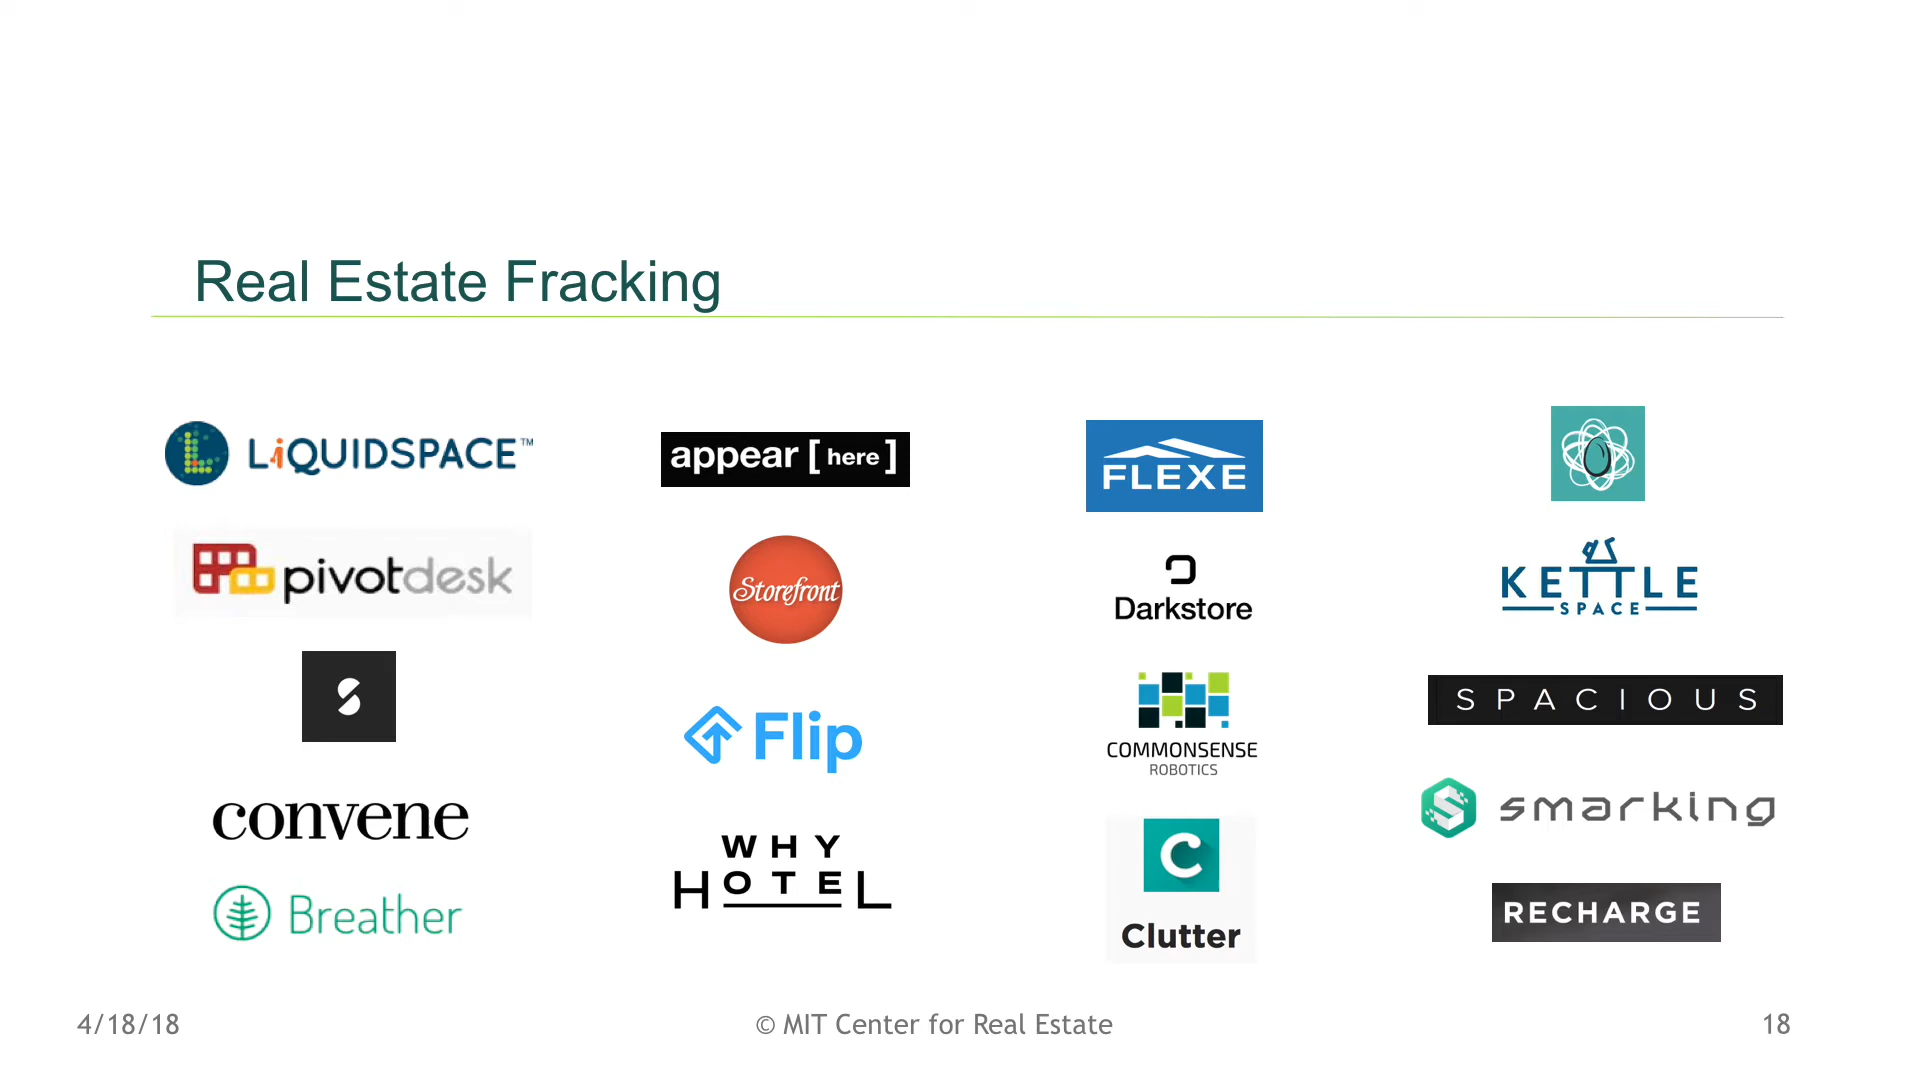 Real Estate Fracking
LiQUIDSPACE™
pivotdesk
S
convene
Breather
appear [here]
Storefront
Flip
WHY
HOTEL
FLEXE
Darkstore
COMMONSENSE
ROBOTICS
C
Clutter
KETTLE
SPACE
SPACIOUS
smarking
RECHARGE
4/18/18
© MIT Center for Real Estate
18